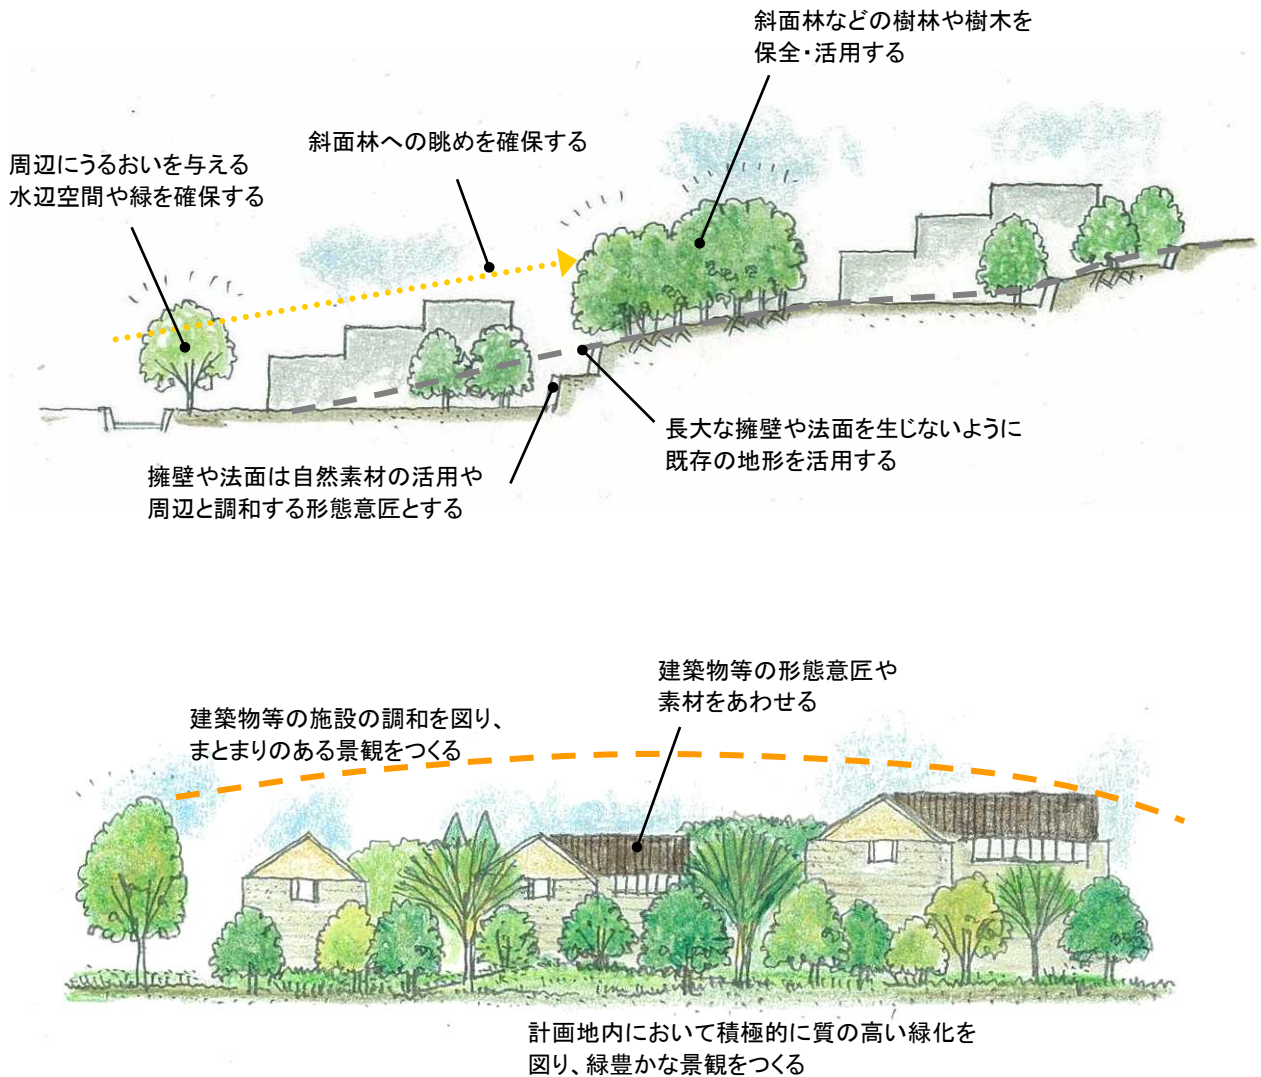 斜面林などの樹林や樹木を
保全・活用する
斜面林への眺めを確保する
周辺にうるおいを与える
水辺空間や緑を確保する
長大な擁壁や法面を生じないように
既存の地形を活用する
擁壁や法面は自然素材の活用や
周辺と調和する形態意匠とする
建築物等の形態意匠や
素材をあわせる
建築物等の施設の調和を図り、
まとまりのある景観をつくる
計画地内において積極的に質の高い緑化を
図り、緑豊かな景観をつくる